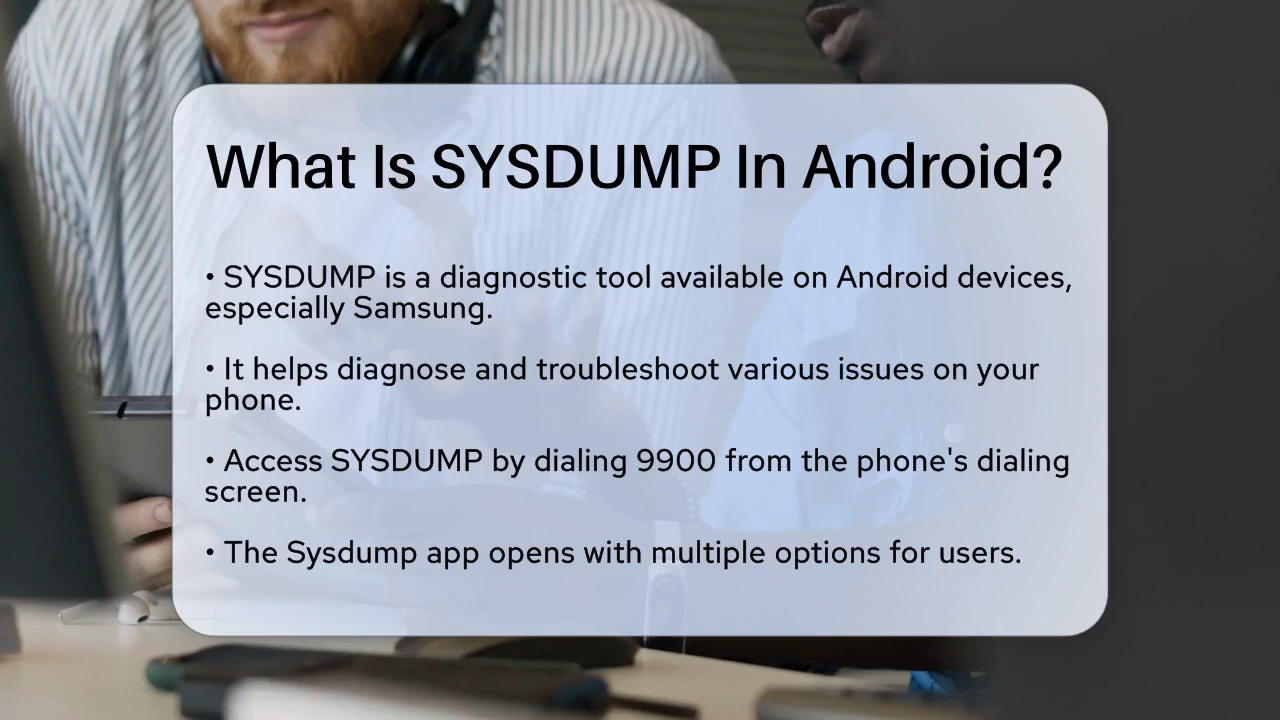 What Is SYSDUMP In Android?
• SYSDUMP is a diagnostic tool available on Android devices,
especially Samsung.
• It helps diagnose and troubleshoot various issues on your
phone.
• Access SYSDUMP by dialing 9900 from the phone's dialing
screen.
• The Sysdump app opens with multiple options for users.